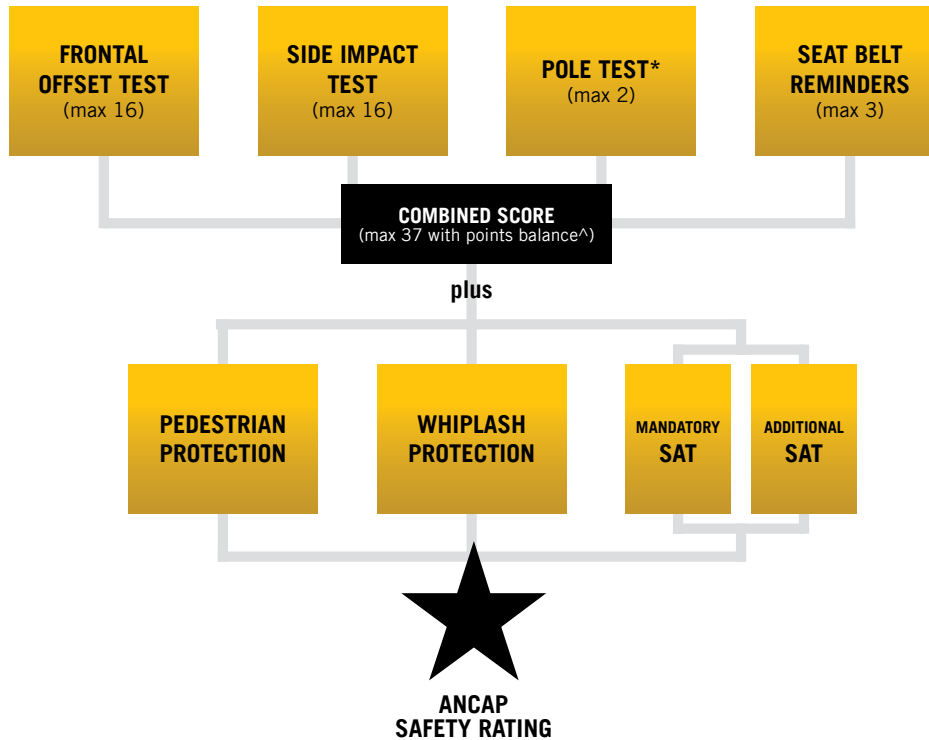 FRONTAL
OFFSET TEST
(max 16)
SIDE IMPACT
TEST
(max 16)
POLE TEST*
(max 2)
SEAT BELT
REMINDERS
(max 3)
COMBINED SCORE
(max 37 with points balance^)
plus
PEDESTRIAN
PROTECTION
WHIPLASH
PROTECTION
MANDATORY
SAT
ADDITIONAL
SAT
ANCAP
SAFETY RATING